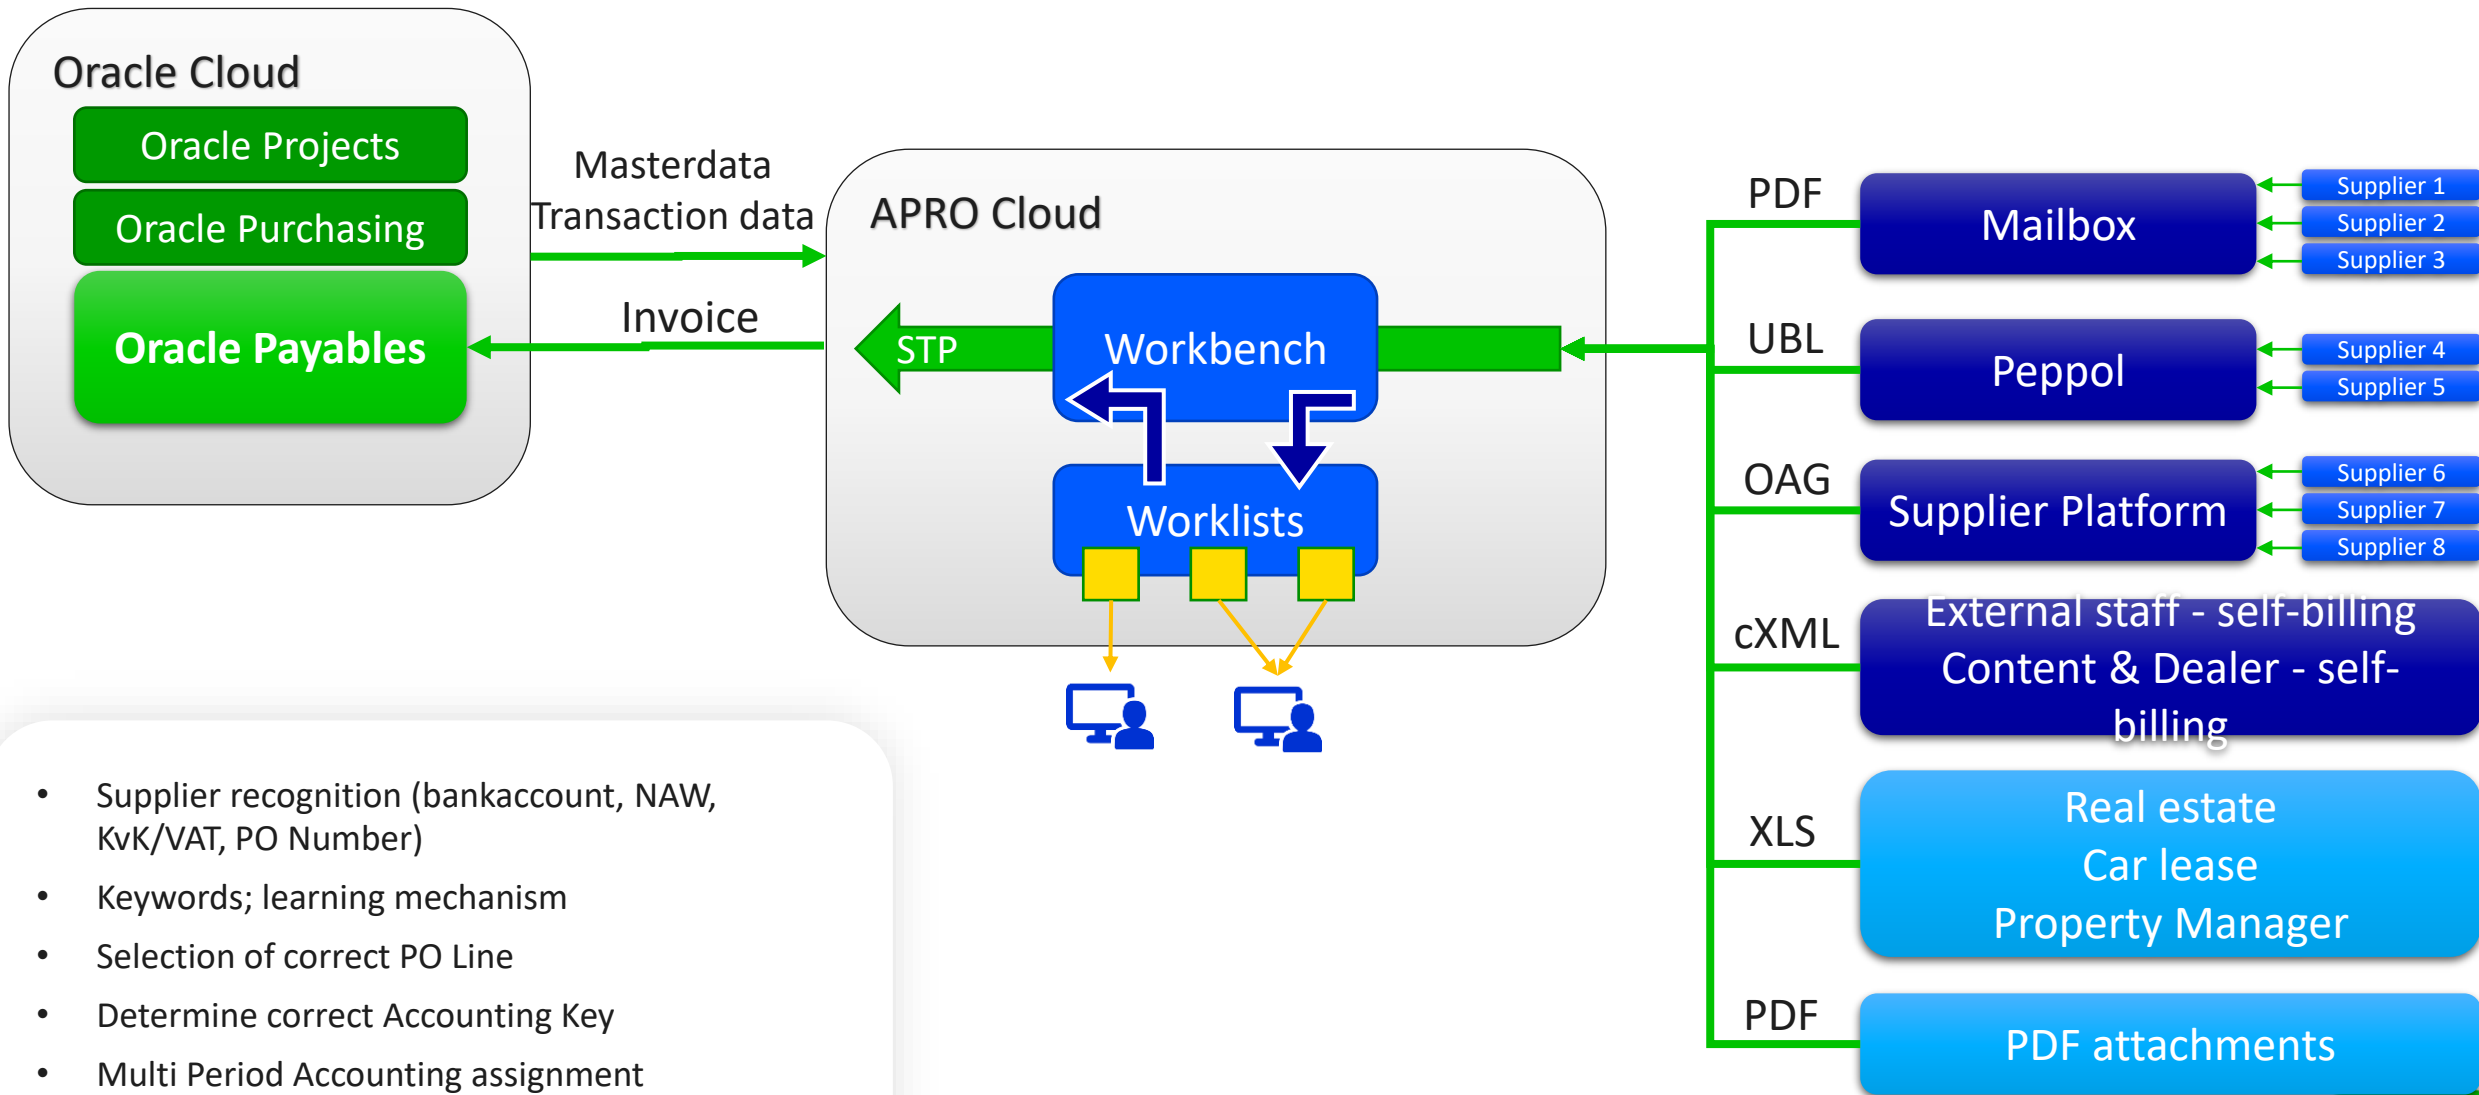 Oracle Cloud
Oracle Projects
Oracle Purchasing
Oracle Payables
Masterdata
Transaction data
Invoice
APRO Cloud
STP
Workbench
Worklists
PDF
Mailbox
Supplier 1
Supplier 2
Supplier 3
UBL
Peppol
Supplier 4
Supplier 5
OAG
Supplier Platform
Supplier 6
Supplier 7
Supplier 8
cXML
External staff - self-billing
Content & Dealer - self-
billing
XLS
Real estate
Car lease
Property Manager
PDF
PDF attachments
• Supplier recognition (bankaccount, NAW,
KvK/VAT, PO Number)
• Keywords; learning mechanism
• Selection of correct PO Line
• Determine correct Accounting Key
• Multi Period Accounting assignment